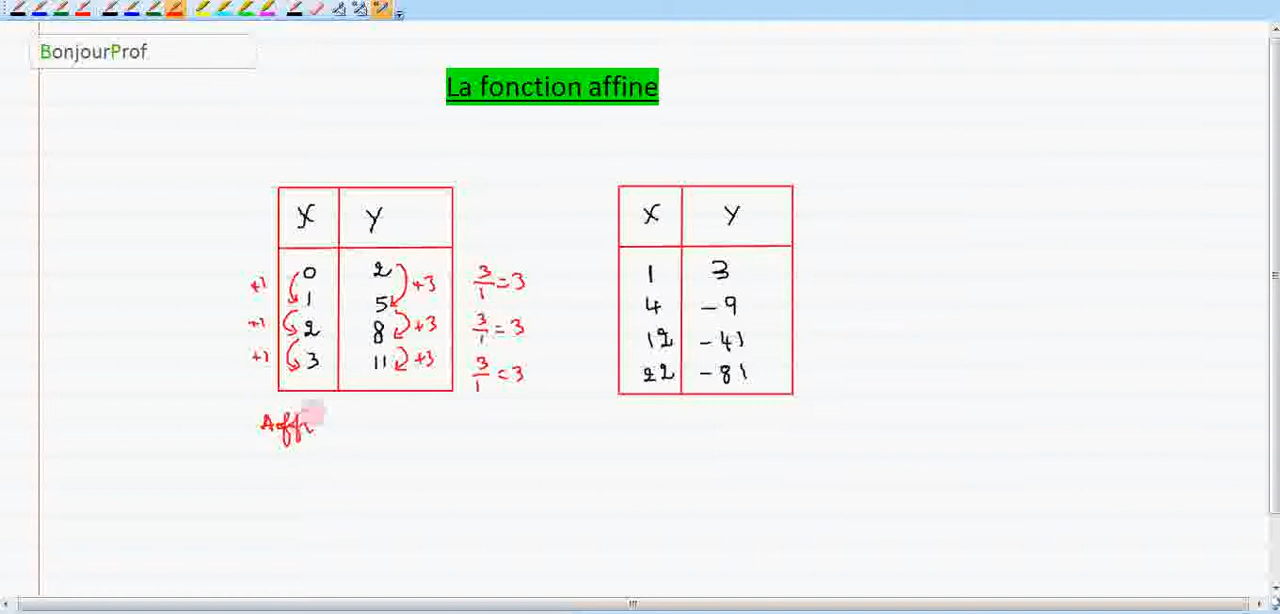 BonjourProf
La fonction affine
X Y
0 2
1 5
2 8
3 11
+1 +3 3/1 = 3
+1 +3 3/1 = 3
+1 +3 3/1 = 3
Affi
X Y
1 3
4 -9
12 -41
22 -81